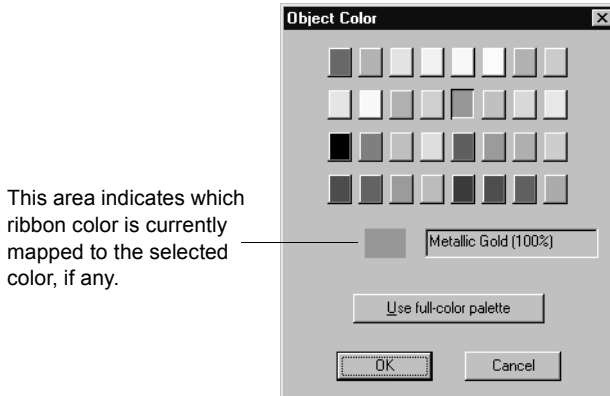 Object Color
This area indicates which
ribbon color is currently
mapped to the selected
color, if any.
Metallic Gold (100%)
Use full-color palette
OK
Cancel